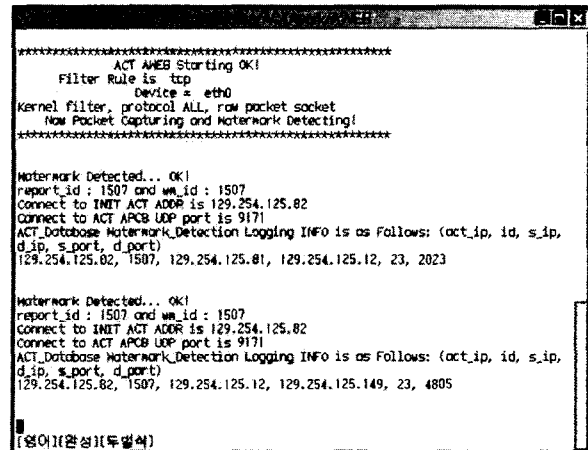 *****************************************************
ACT AWEB Starting OK!
Filter Rule is tcp
Device = eth0
Kernel filter, protocol ALL, raw packet socket
Now Packet Capturing and Watermark Detecting!
*****************************************************
Watermark Detected... OK!
report_id : 1507 and wm_id : 1507
Connect to INIT ACT ADDR is 129.254.125.82
Connect to ACT APCB UDP port is 9171
ACT_Database Watermark_Detection Logging INFO is as Follows: (act_ip, id, s_ip,
d_ip, s_port, d_port)
129.254.125.82, 1507, 129.254.125.81, 129.254.125.12, 23, 2023
Watermark Detected... OK!
report_id : 1507 and wm_id : 1507
Connect to INIT ACT ADDR is 129.254.125.82
Connect to ACT APCB UDP port is 9171
ACT_Database Watermark_Detection Logging INFO is as Follows: (act_ip, id, s_ip,
d_ip, s_port, d_port)
129.254.125.82, 1507, 129.254.125.12, 129.254.125.149, 23, 4805
[영어][완성][두벌식]